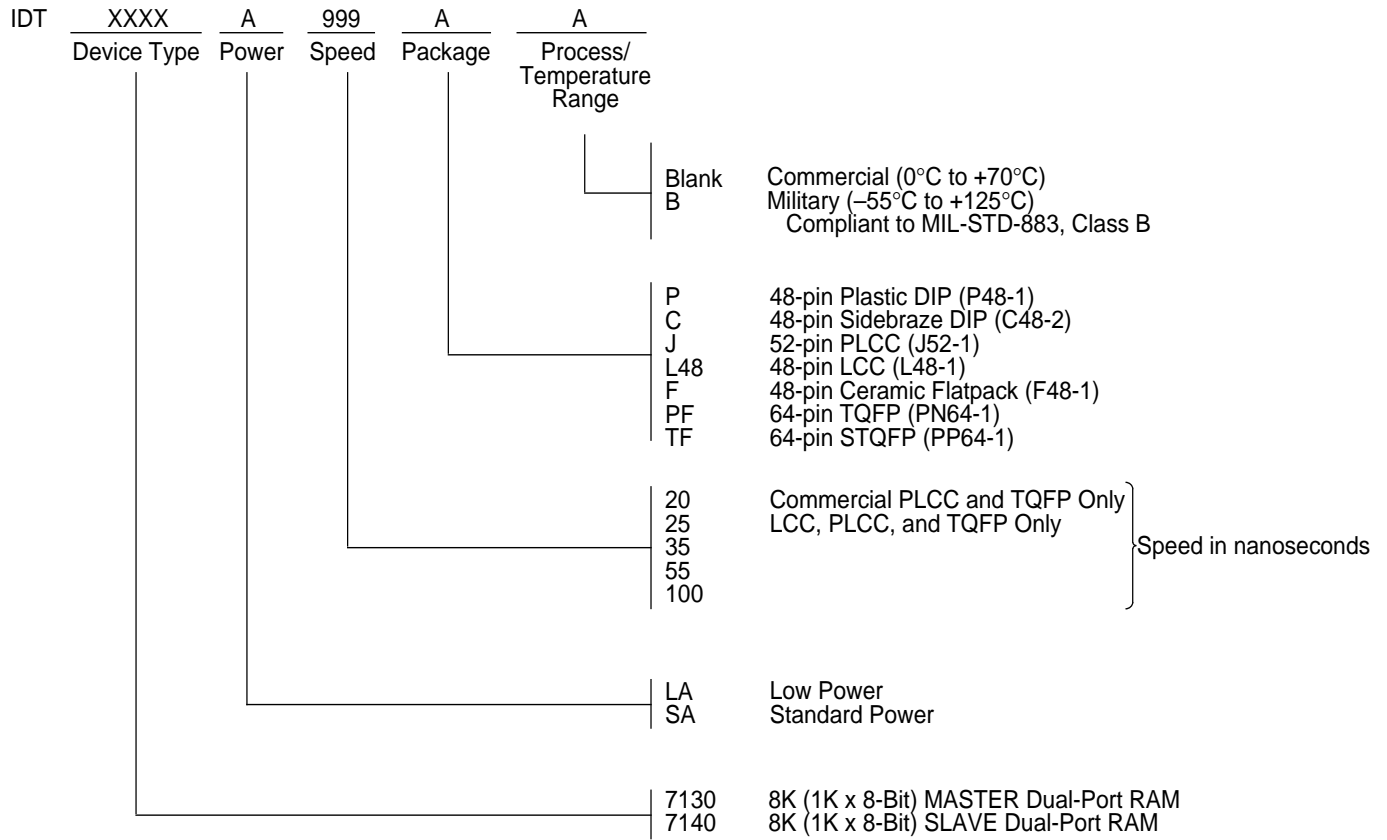 IDT XXXX A 999 A A
Device Type Power Speed Package Process/
Temperature
Range
Blank Commercial (0°C to +70°C)
B Military (–55°C to +125°C)
Compliant to MIL-STD-883, Class B
P 48-pin Plastic DIP (P48-1)
C 48-pin Sidebraze DIP (C48-2)
J 52-pin PLCC (J52-1)
L48 48-pin LCC (L48-1)
F 48-pin Ceramic Flatpack (F48-1)
PF 64-pin TQFP (PN64-1)
TF 64-pin STQFP (PP64-1)
20 Commercial PLCC and TQFP Only
25 LCC, PLCC, and TQFP Only
35 Speed in nanoseconds
55
100
LA Low Power
SA Standard Power
7130 8K (1K x 8-Bit) MASTER Dual-Port RAM
7140 8K (1K x 8-Bit) SLAVE Dual-Port RAM